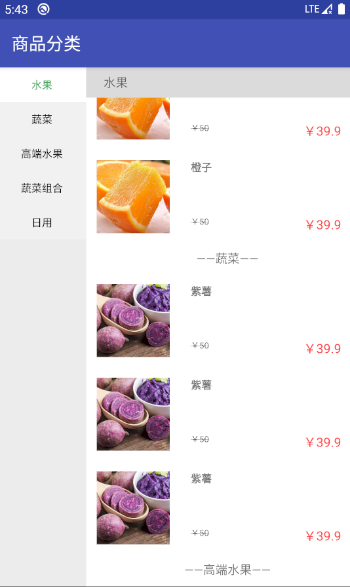 5:43 LTE
商品分类
水果
蔬菜
高端水果
蔬菜组合
日用
水果
￥50 ￥39.9
橙子
￥50 ￥39.9
——蔬菜——
紫薯
￥50 ￥39.9
紫薯
￥50 ￥39.9
紫薯
￥50 ￥39.9
——高端水果——